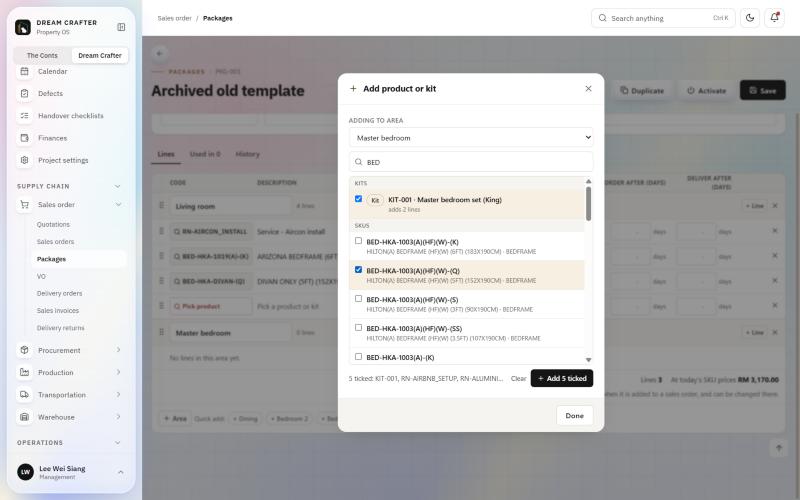 DREAM CRAFTER
Property OS
The Conts
Dream Crafter
Calendar
Defects
Handover checklists
Finances
Project settings
SUPPLY CHAIN
Sales order
Quotations
Sales orders
Packages
VO
Delivery orders
Sales invoices
Delivery returns
Procurement
Production
Transportation
Warehouse
OPERATIONS
LW
Lee Wei Siang
Management
Sales order / Packages
Search anything
Ctrl K
PACKAGES · PKG-001
Archived old template
Duplicate
Activate
Save
Lines
Used in 0
History
CODE
DESCRIPTION
ORDER AFTER (DAYS)
DELIVER AFTER (DAYS)
Living room
4 lines
+ Line
RN-AIRCON_INSTALL
Service - Aircon install
days
days
BED-HKA-1019(A)-(K)
ARIZONA BEDFRAME (6FT)
days
days
BED-HKA-DIVAN-(Q)
DIVAN ONLY (5FT) (152X190CM)
days
days
Pick product
Pick a product or kit
days
days
Master bedroom
0 lines
+ Line
No lines in this area yet.
Lines 3
At today's SKU prices RM 3,170.00
when it is added to a sales order, and can be changed there.
+ Area
Quick add:
+ Dining
+ Bedroom 2
+ Bed
Add product or kit
ADDING TO AREA
Master bedroom
BED
KITS
Kit
KIT-001 · Master bedroom set (King)
adds 2 lines
SKUS
BED-HKA-1003(A)(HF)(W)-(K)
HILTON(A) BEDFRAME (HF)(W) (6FT) (183X190CM) · BEDFRAME
BED-HKA-1003(A)(HF)(W)-(Q)
HILTON(A) BEDFRAME (HF)(W) (5FT) (152X190CM) · BEDFRAME
BED-HKA-1003(A)(HF)(W)-(S)
HILTON(A) BEDFRAME (HF)(W) (3FT) (90X190CM) · BEDFRAME
BED-HKA-1003(A)(HF)(W)-(SS)
HILTON(A) BEDFRAME (HF)(W) (3.5FT) (107X190CM) · BEDFRAME
BED-HKA-1003(A)-(K)
5 ticked: KIT-001, RN-AIRBNB_SETUP, RN-ALUMINI...
Clear
+ Add 5 ticked
Done